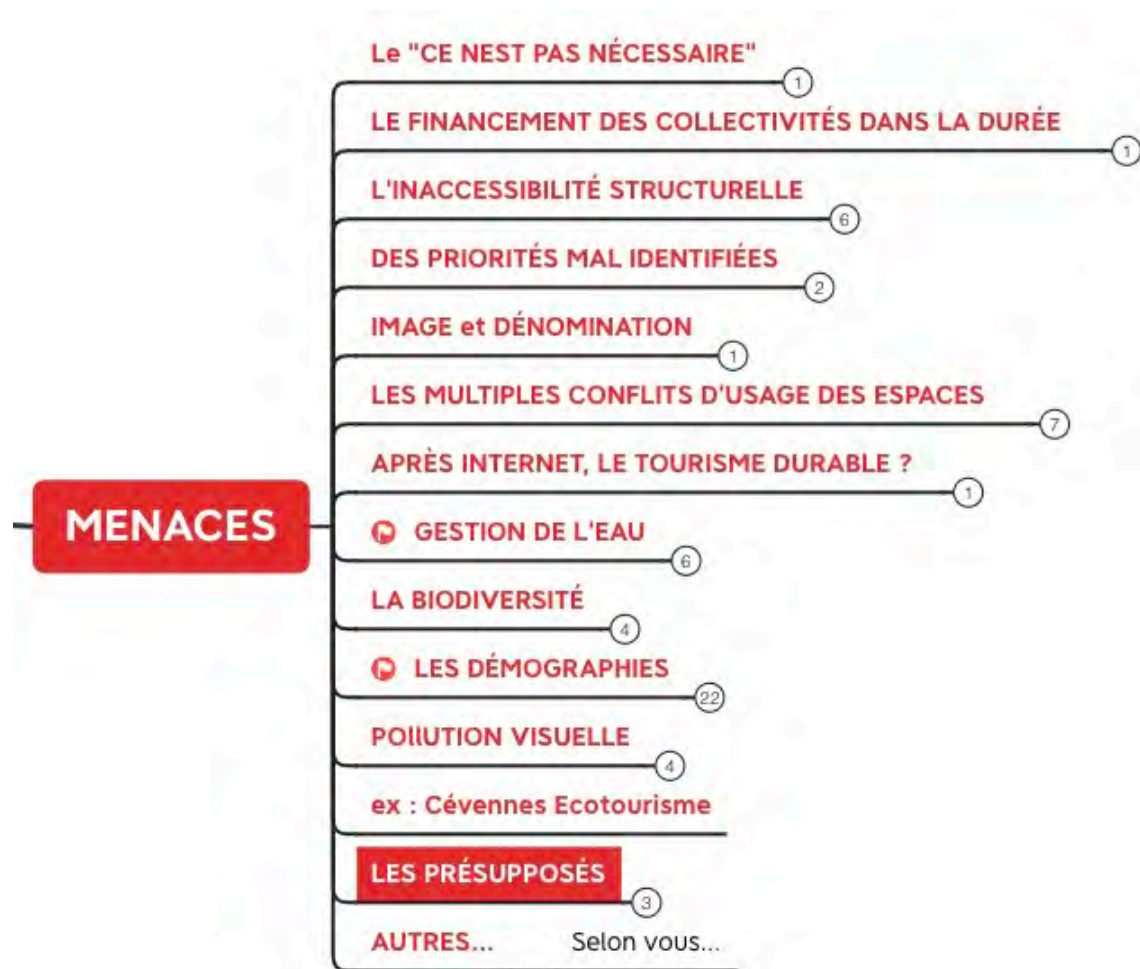 Le "CE NEST PAS NÉCESSAIRE"
1
LE FINANCEMENT DES COLLECTIVITÉS DANS LA DURÉE
1
L'INACCESSIBILITÉ STRUCTURELLE
6
DES PRIORITÉS MAL IDENTIFIÉES
2
IMAGE et DÉNOMINATION
1
LES MULTIPLES CONFLITS D'USAGE DES ESPACES
7
APRÈS INTERNET, LE TOURISME DURABLE ?
1
MENACES
GESTION DE L'EAU
6
LA BIODIVERSITÉ
4
LES DÉMOGRAPHIES
22
POllUTION VISUELLE
4
ex : Cévennes Ecotourisme
LES PRÉSUPPOSÉS
3
AUTRES... Selon vous...